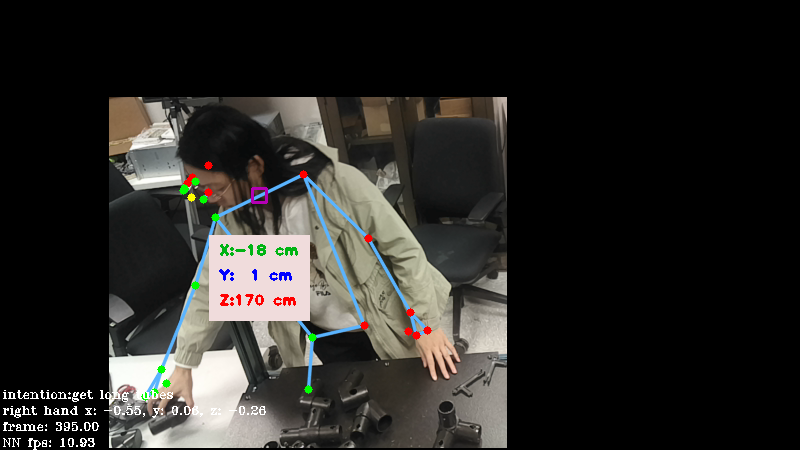 X:-18 cm
Y: 1 cm
Z:170 cm
intention:get long tubes
right hand x: -0.55, y: 0.06, z: -0.26
frame: 395.00
NN fps: 10.93